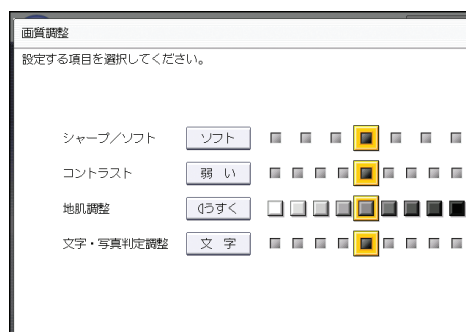 画質調整
設定する項目を選択してください。
シャープ／ソフト ソフト
コントラスト 弱 い
地肌調整 うすく
文字・写真判定調整 文 字